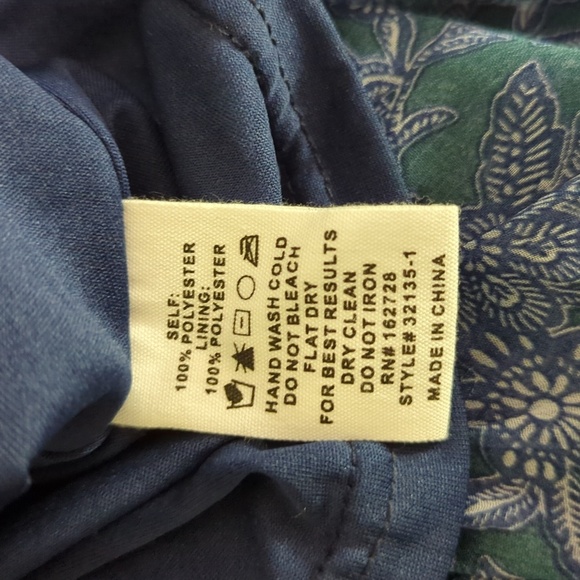 SELF:
100% POLYESTER
LINING:
100% POLYESTER
HAND WASH COLD
DO NOT BLEACH
FLAT DRY
FOR BEST RESULTS
DRY CLEAN
DO NOT IRON
RN# 162728
STYLE# 32135-1
MADE IN CHINA